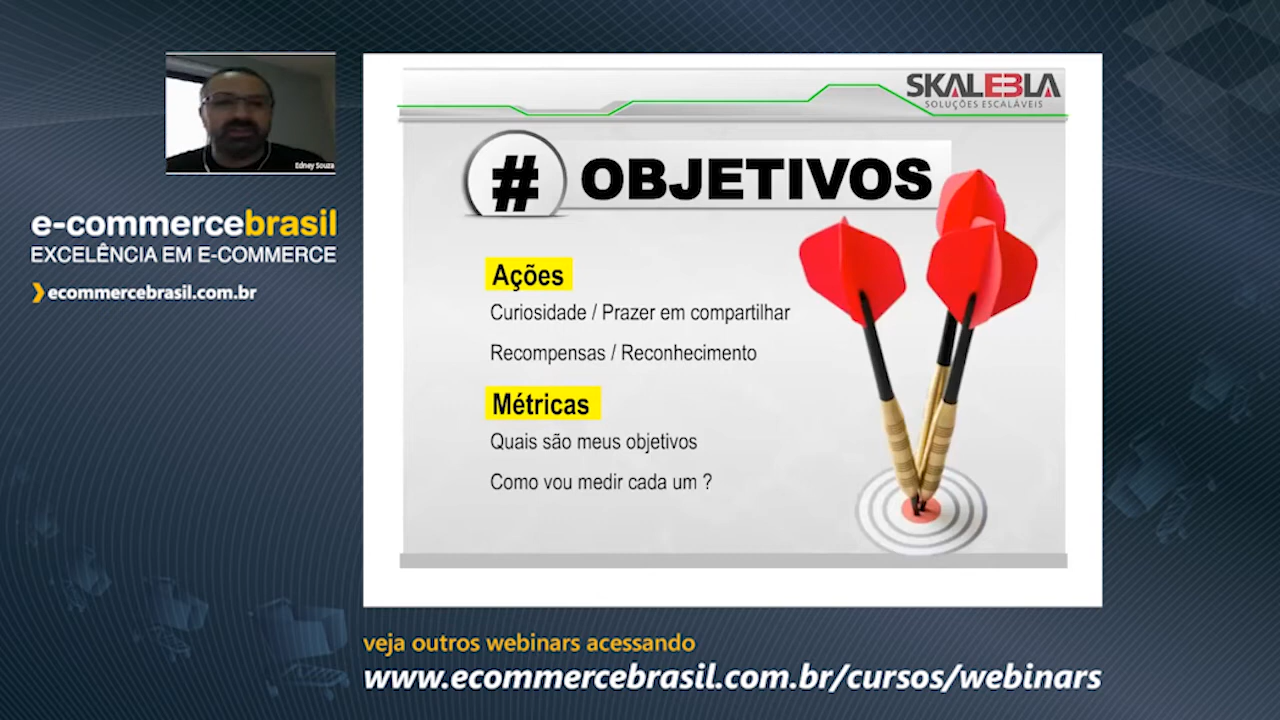 Edney Souza
e-commercebrasil
EXCELÊNCIA EM E-COMMERCE
ecommercebrasil.com.br
SKALEBLA
SOLUÇÕES ESCALÁVEIS
# OBJETIVOS
Ações
Curiosidade / Prazer em compartilhar
Recompensas / Reconhecimento
Métricas
Quais são meus objetivos
Como vou medir cada um ?
veja outros webinars acessando
www.ecommercebrasil.com.br/cursos/webinars